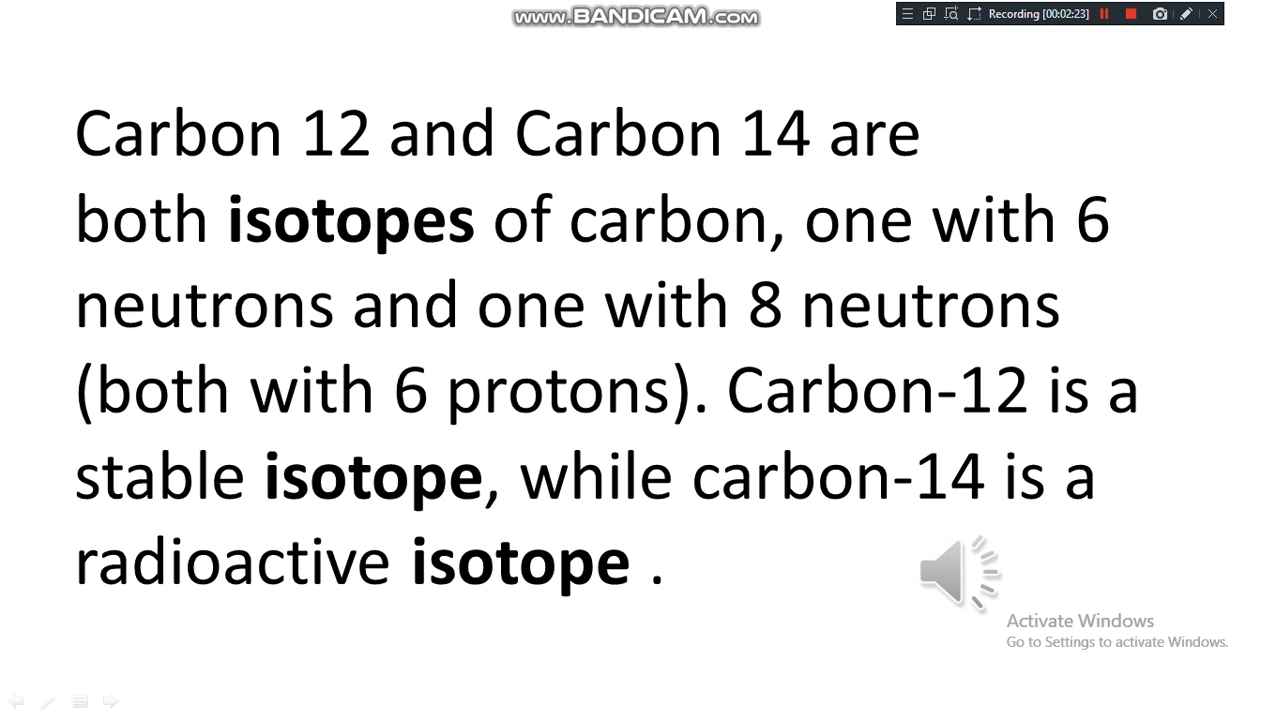 www.BANDICAM.com
Recording [00:02:23]
Carbon 12 and Carbon 14 are
both isotopes of carbon, one with 6
neutrons and one with 8 neutrons
(both with 6 protons). Carbon-12 is a
stable isotope, while carbon-14 is a
radioactive isotope .
Activate Windows
Go to Settings to activate Windows.